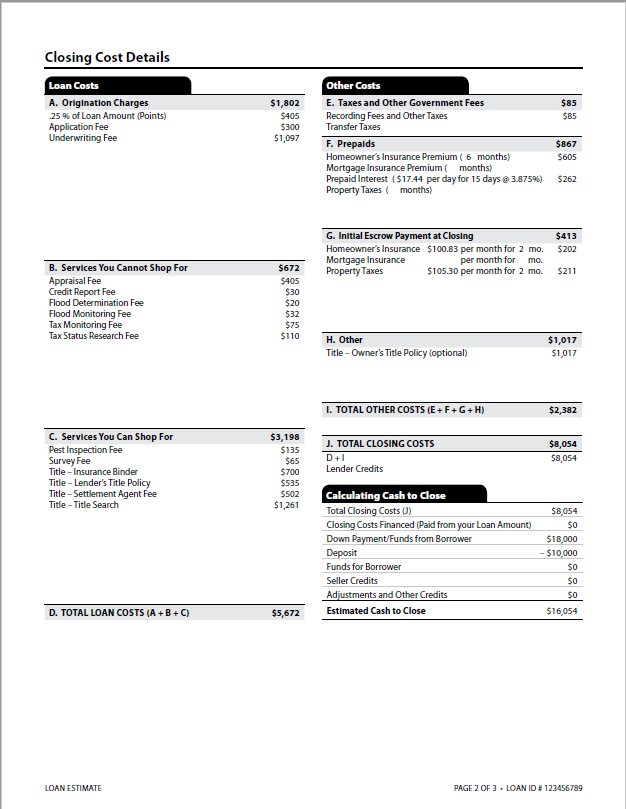 Closing Cost Details
Loan Costs
A. Origination Charges $1,802
.25 % of Loan Amount (Points) $405
Application Fee $300
Underwriting Fee $1,097
B. Services You Cannot Shop For $672
Appraisal Fee $405
Credit Report Fee $30
Flood Determination Fee $20
Flood Monitoring Fee $32
Tax Monitoring Fee $75
Tax Status Research Fee $110
C. Services You Can Shop For $3,198
Pest Inspection Fee $135
Survey Fee $65
Title – Insurance Binder $700
Title – Lender's Title Policy $535
Title – Settlement Agent Fee $502
Title – Title Search $1,261
D. TOTAL LOAN COSTS (A + B + C) $5,672
Other Costs
E. Taxes and Other Government Fees $85
Recording Fees and Other Taxes $85
Transfer Taxes
F. Prepaids $867
Homeowner's Insurance Premium ( 6 months) $605
Mortgage Insurance Premium ( months)
Prepaid Interest ( $17.44 per day for 15 days @ 3.875%) $262
Property Taxes ( months)
G. Initial Escrow Payment at Closing $413
Homeowner's Insurance $100.83 per month for 2 mo. $202
Mortgage Insurance per month for mo.
Property Taxes $105.30 per month for 2 mo. $211
H. Other $1,017
Title – Owner's Title Policy (optional) $1,017
I. TOTAL OTHER COSTS (E + F + G + H) $2,382
J. TOTAL CLOSING COSTS $8,054
D + I $8,054
Lender Credits
Calculating Cash to Close
Total Closing Costs (J) $8,054
Closing Costs Financed (Paid from your Loan Amount) $0
Down Payment/Funds from Borrower $18,000
Deposit – $10,000
Funds for Borrower $0
Seller Credits $0
Adjustments and Other Credits $0
Estimated Cash to Close $16,054
LOAN ESTIMATE PAGE 2 OF 3 • LOAN ID # 123456789